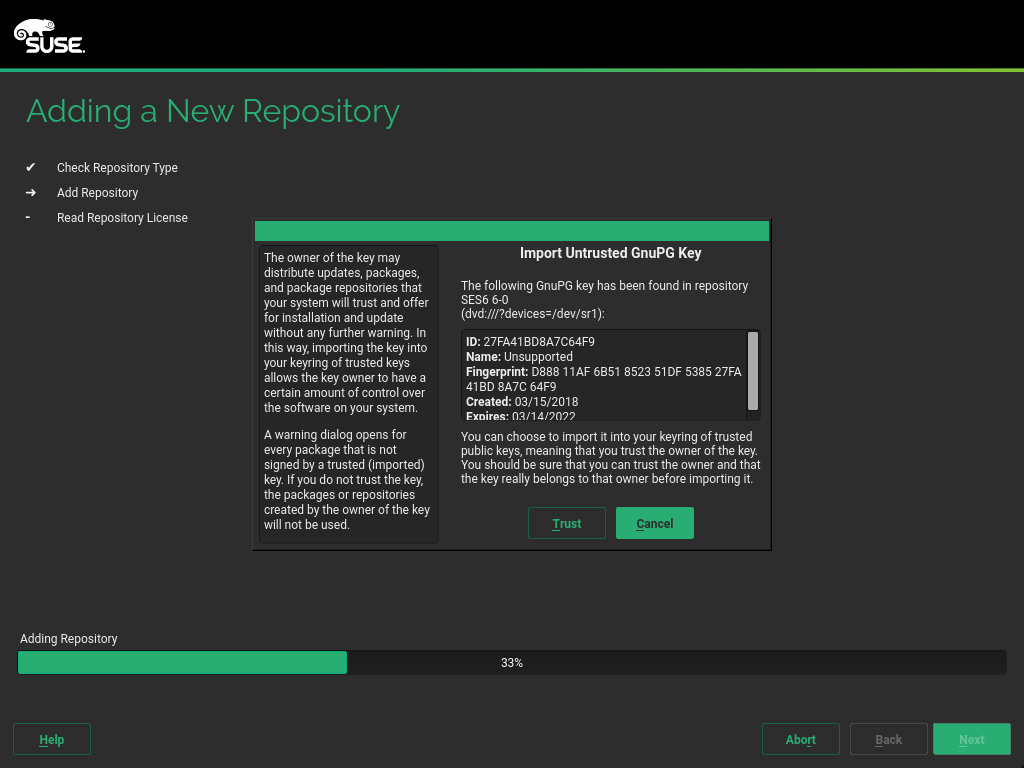 SUSE.
Adding a New Repository
✔ Check Repository Type
➜ Add Repository
- Read Repository License
The owner of the key may
distribute updates, packages,
and package repositories that
your system will trust and offer
for installation and update
without any further warning. In
this way, importing the key into
your keyring of trusted keys
allows the key owner to have a
certain amount of control over
the software on your system.
A warning dialog opens for
every package that is not
signed by a trusted (imported)
key. If you do not trust the key,
the packages or repositories
created by the owner of the key
will not be used.
Import Untrusted GnuPG Key
The following GnuPG key has been found in repository
SES6 6-0
(dvd:///?devices=/dev/sr1):
ID: 27FA41BD8A7C64F9
Name: Unsupported
Fingerprint: D888 11AF 6B51 8523 51DF 5385 27FA
41BD 8A7C 64F9
Created: 03/15/2018
Expires: 03/14/2022
You can choose to import it into your keyring of trusted
public keys, meaning that you trust the owner of the key.
You should be sure that you can trust the owner and that
the key really belongs to that owner before importing it.
Trust Cancel
Adding Repository
33%
Help Abort Back Next